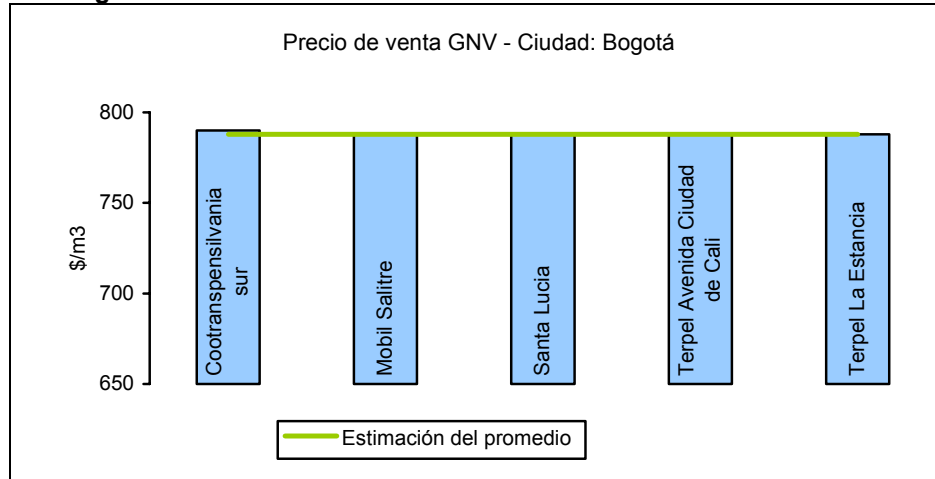 Precio de venta GNV - Ciudad: Bogotá
800
750
700
650
$/m3
Cootranspensilvania
sur
Mobil Salitre
Santa Lucia
Terpel Avenida Ciudad
de Cali
Terpel La Estancia
Estimación del promedio